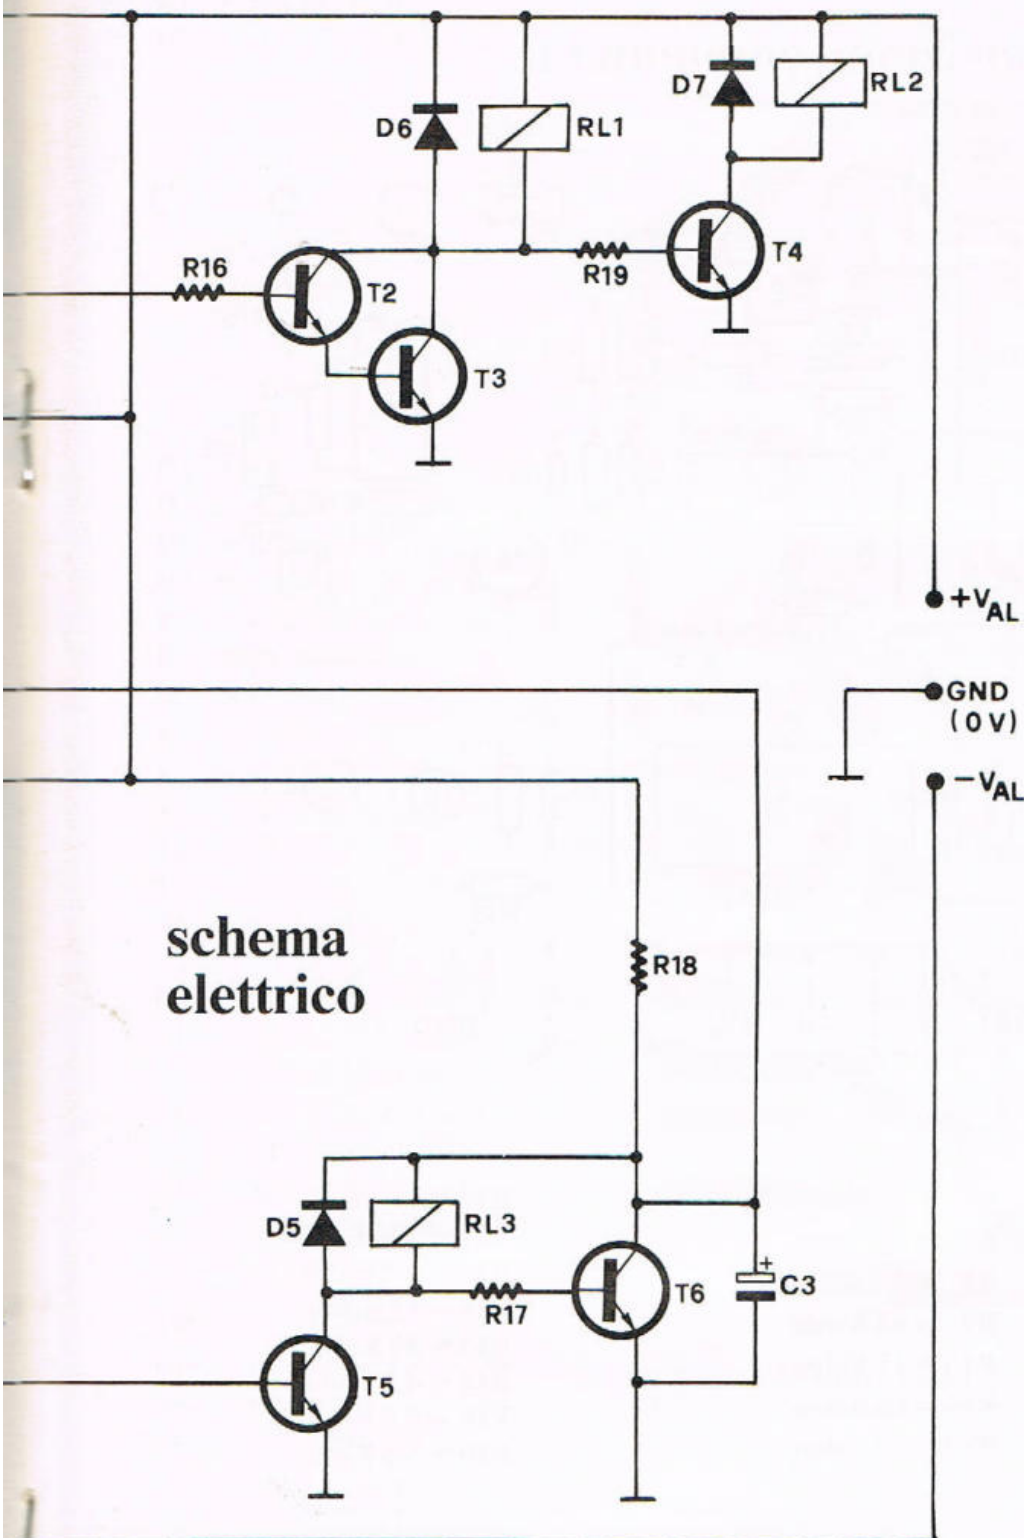 D6
RL1
D7
RL2
R16
T2
R19
T4
T3
+VAL
GND
(0V)
-VAL
schema
elettrico
R18
D5
RL3
R17
T6
+
C3
T5